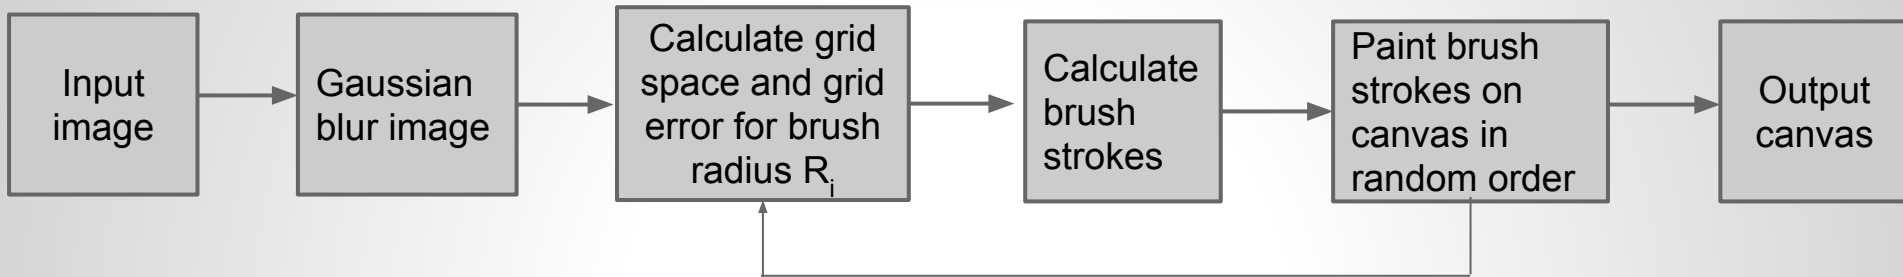 Input
image
Gaussian
blur image
Calculate grid
space and grid
error for brush
radius Rᵢ
Calculate
brush
strokes
Paint brush
strokes on
canvas in
random order
Output
canvas